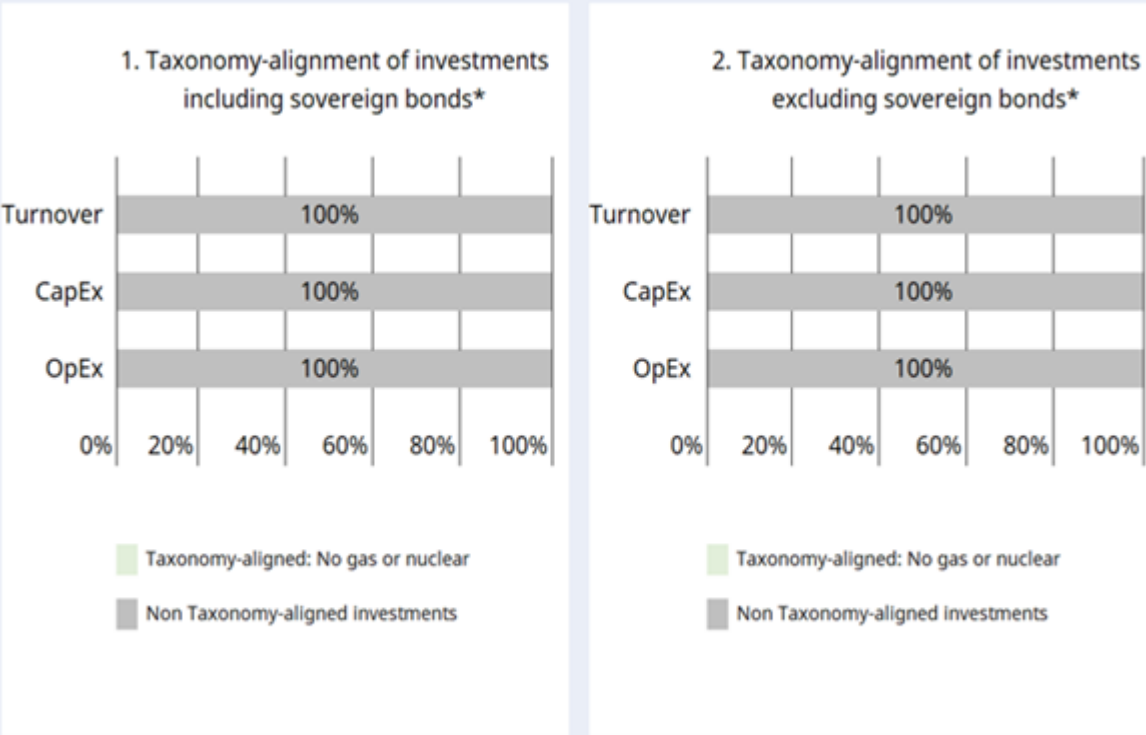 1. Taxonomy-alignment of investments
including sovereign bonds*
Turnover 100%
CapEx 100%
OpEx 100%
0% 20% 40% 60% 80% 100%
Taxonomy-aligned: No gas or nuclear
Non Taxonomy-aligned investments
2. Taxonomy-alignment of investments
excluding sovereign bonds*
Turnover 100%
CapEx 100%
OpEx 100%
0% 20% 40% 60% 80% 100%
Taxonomy-aligned: No gas or nuclear
Non Taxonomy-aligned investments